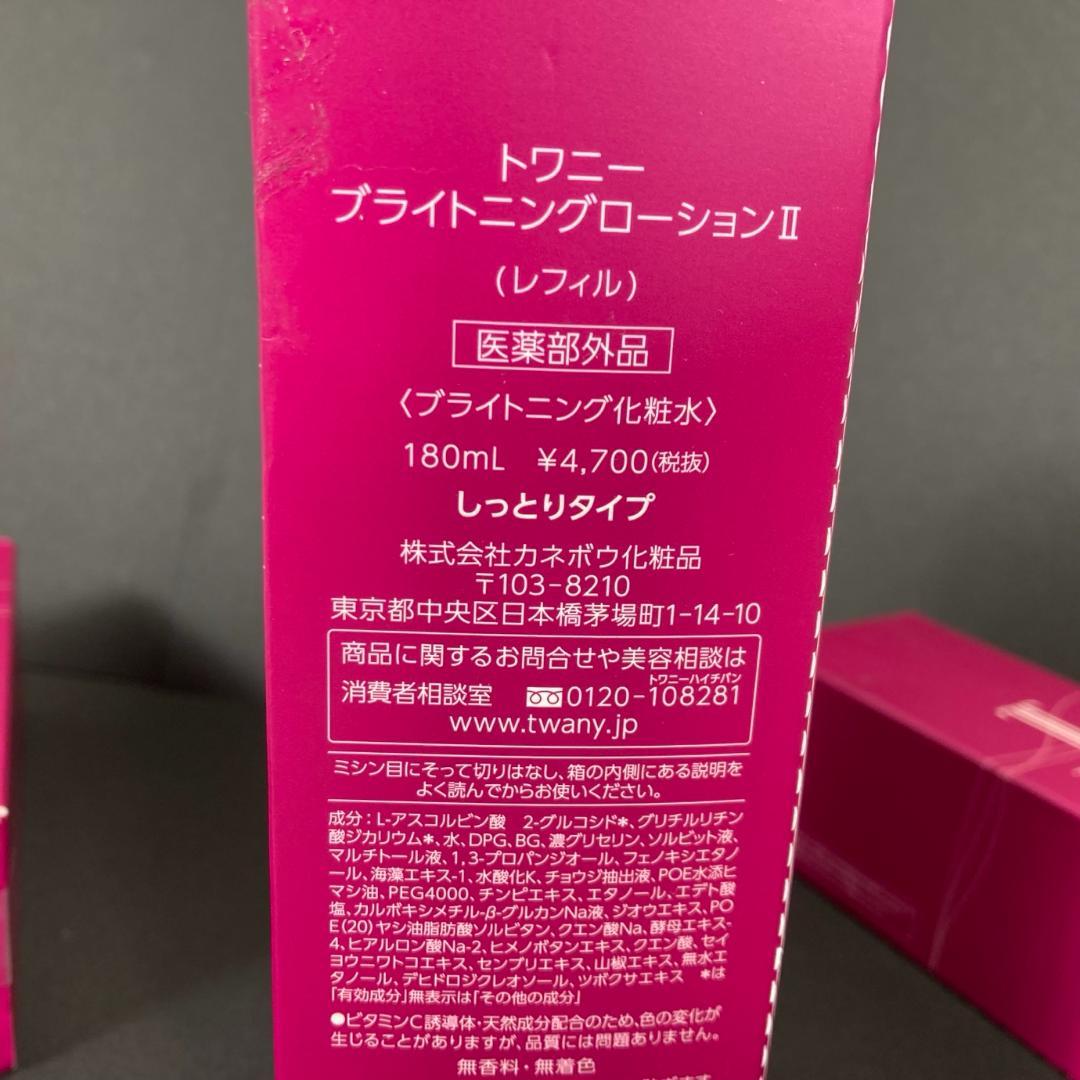 トワニー
ブライトニングローションⅡ
(レフィル)
医薬部外品
〈ブライトニング化粧水〉
180mL ¥4,700(税抜)
しっとりタイプ
株式会社カネボウ化粧品
〒103-8210
東京都中央区日本橋茅場町1-14-10
商品に関するお問合せや美容相談は
トワニーハイチバン
消費者相談室 0120-108281
www.twany.jp
ミシン目にそって切りはなし、箱の内側にある説明を
よく読んでからお使いください。
成分：L-アスコルビン酸 2-グルコシド*、グリチルリチン
酸ジカリウム*、水、DPG、BG、濃グリセリン、ソルビット液、
マルチトール液、1,3-プロパンジオール、フェノキシエタノ
ール、海藻エキス-1、水酸化K、チョウジ抽出液、POE水添ヒ
マシ油、PEG4000、チンピエキス、エタノール、エデト酸
塩、カルボキシメチル-β-グルカンNa液、ジオウエキス、PO
E(20)ヤシ油脂肪酸ソルビタン、クエン酸Na、酵母エキス-
4、ヒアルロン酸Na-2、ヒメノボタンエキス、クエン酸、セイ
ヨウニワトコエキス、センブリエキス、山椒エキス、無水エ
タノール、デヒドロジクレオソール、ツボクサエキス *は
「有効成分」無表示は「その他の成分」
●ビタミンC誘導体・天然成分配合のため、色の変化が
生じることがありますが、品質には問題ありません。
無香料・無着色